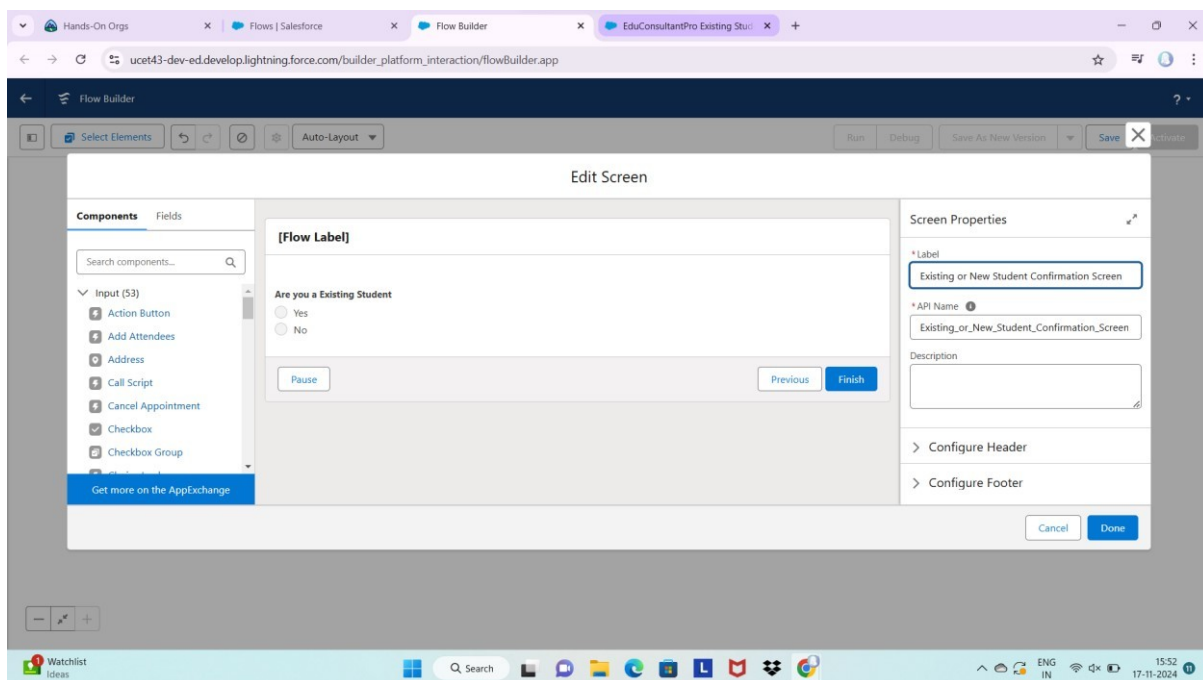 Hands-On Orgs
Flows | Salesforce
Flow Builder
EduConsultantPro Existing Stud
ucet43-dev-ed.develop.lightning.force.com/builder_platform_interaction/flowBuilder.app
Flow Builder
?
Select Elements
Auto-Layout
Run
Debug
Save As New Version
Save
Activate
Edit Screen
Components
Fields
Search components...
Input (53)
Action Button
Add Attendees
Address
Call Script
Cancel Appointment
Checkbox
Checkbox Group
Get more on the AppExchange
[Flow Label]
Are you a Existing Student
Yes
No
Pause
Previous
Finish
Screen Properties
*Label
Existing or New Student Confirmation Screen
*API Name
Existing_or_New_Student_Confirmation_Screen
Description
Configure Header
Configure Footer
Cancel
Done
1
Watchlist
Ideas
Search
L
ENG
IN
15:52
17-11-2024
11